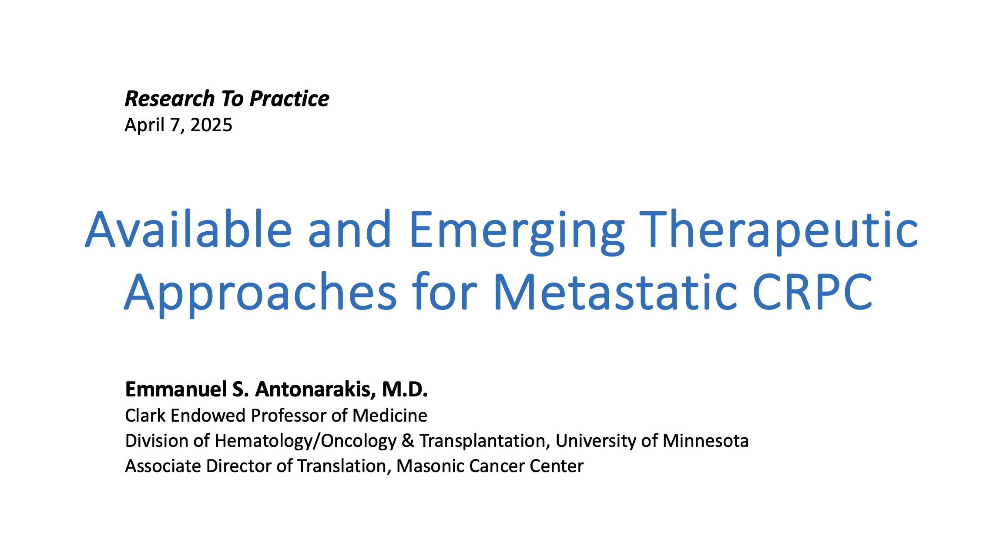 Research To Practice
April 7, 2025
Available and Emerging Therapeutic
Approaches for Metastatic CRPC
Emmanuel S. Antonarakis, M.D.
Clark Endowed Professor of Medicine
Division of Hematology/Oncology & Transplantation, University of Minnesota
Associate Director of Translation, Masonic Cancer Center